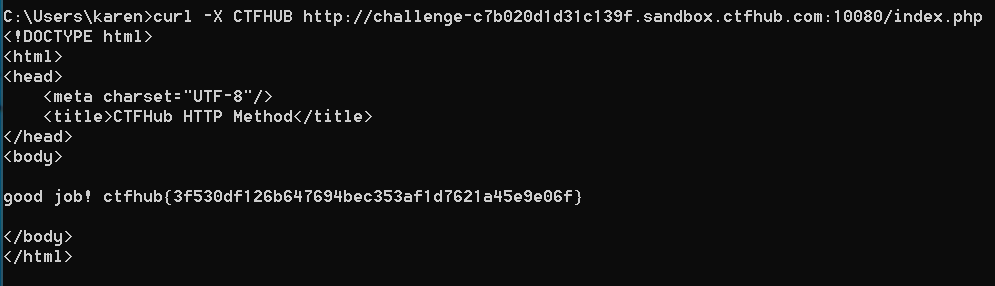 C:\Users\karen>curl -X CTFHUB http://challenge-c7b020d1d31c139f.sandbox.ctfhub.com:10080/index.php
<!DOCTYPE html>
<html>
<head>
    <meta charset="UTF-8"/>
    <title>CTFHub HTTP Method</title>
</head>
<body>

good job! ctfhub{3f530df126b647694bec353af1d7621a45e9e06f}

</body>
</html>